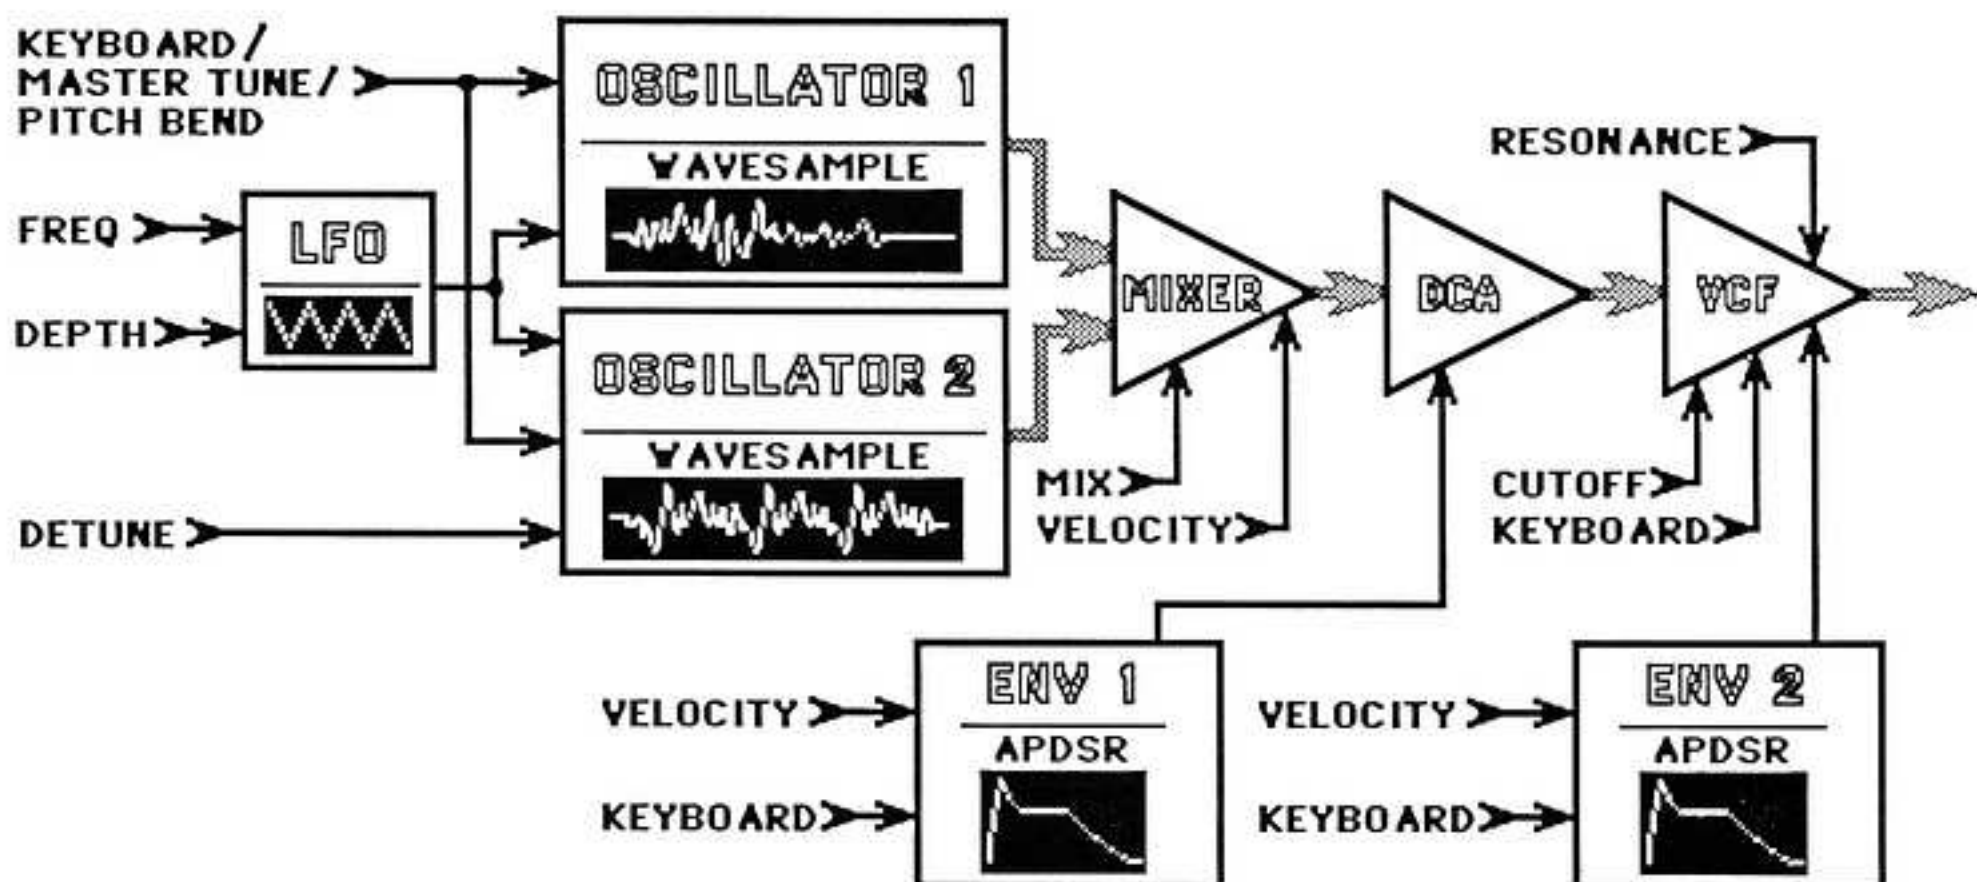 KEYBOARD/
MASTER TUNE/
PITCH BEND
OSCILLATOR 1
WAVESAMPLE
RESONANCE
FREQ
LFO
DEPTH
MIXER
DCA
VCF
OSCILLATOR 2
WAVESAMPLE
MIX
VELOCITY
CUTOFF
KEYBOARD
DETUNE
ENV 1
APDSR
VELOCITY
KEYBOARD
ENV 2
APDSR
VELOCITY
KEYBOARD